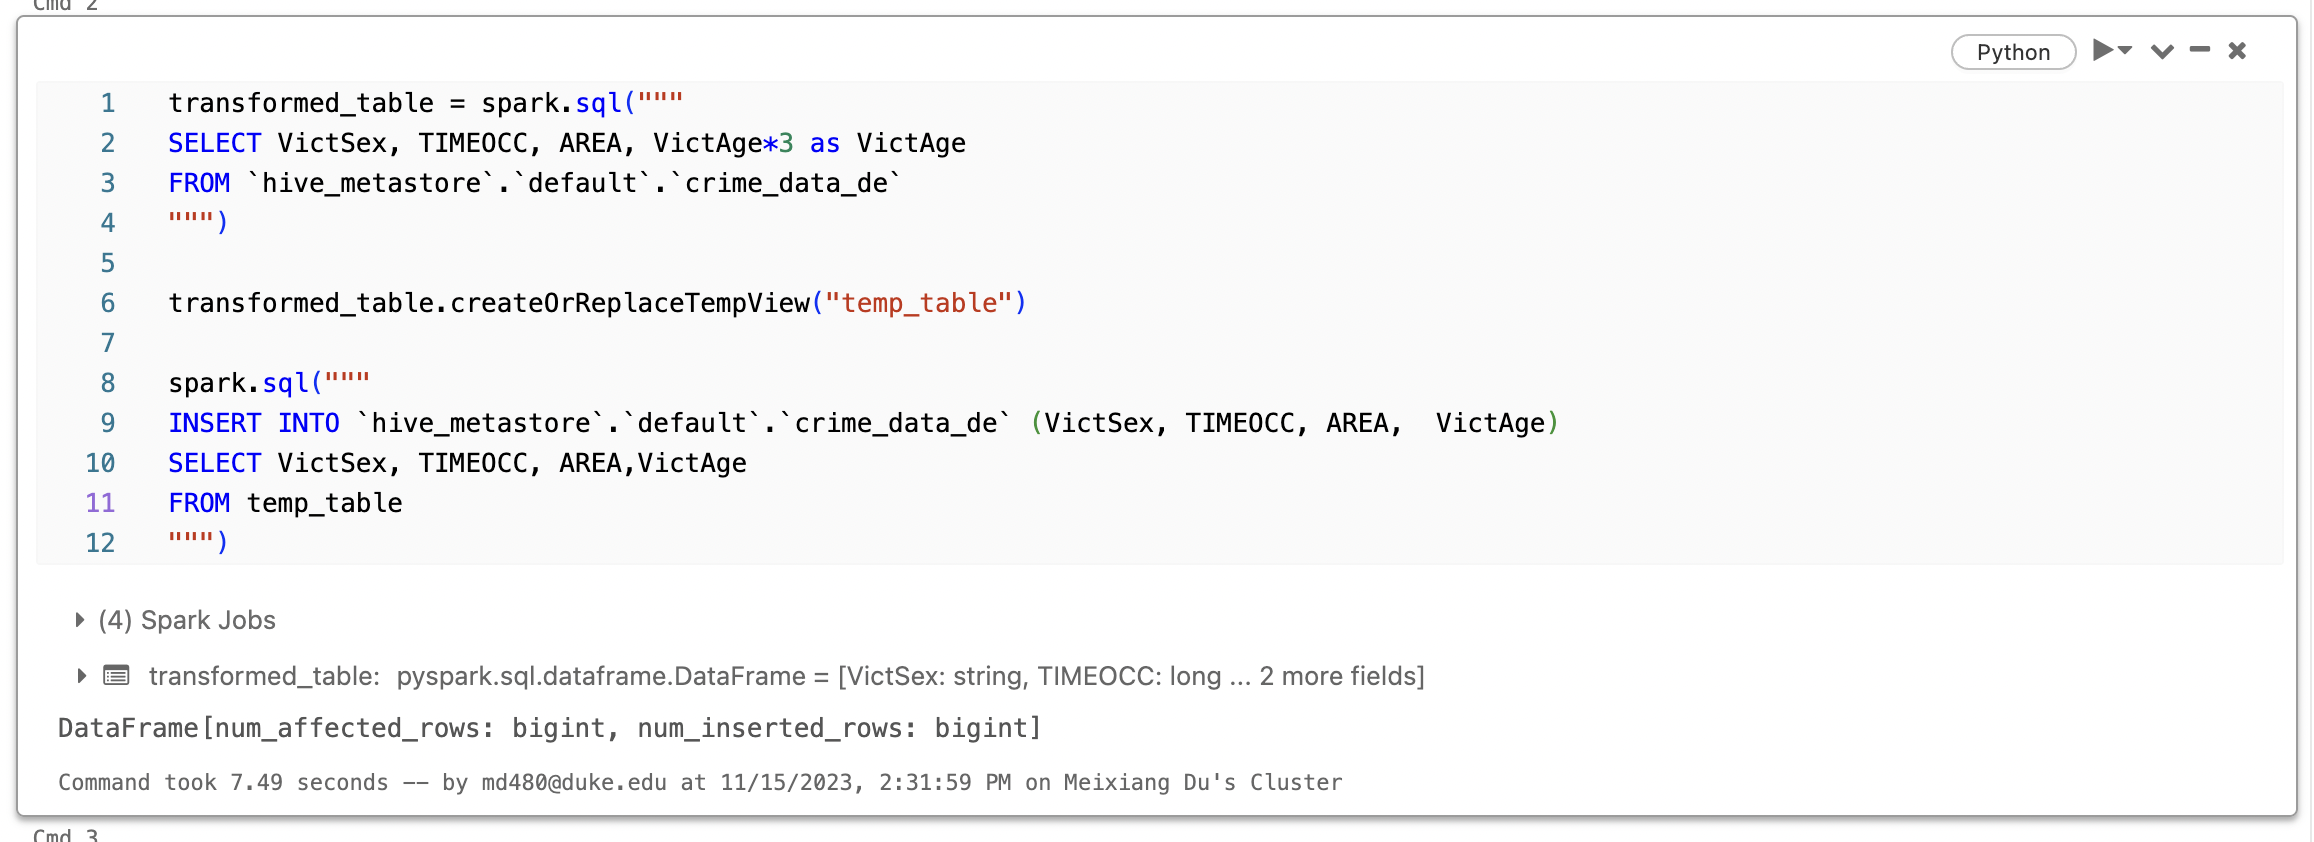 Cmd 2
Python
1 transformed_table = spark.sql("""
2 SELECT VictSex, TIMEOCC, AREA, VictAge*3 as VictAge
3 FROM `hive_metastore`.`default`.`crime_data_de`
4 """)
5
6 transformed_table.createOrReplaceTempView("temp_table")
7
8 spark.sql("""
9 INSERT INTO `hive_metastore`.`default`.`crime_data_de` (VictSex, TIMEOCC, AREA,  VictAge)
10 SELECT VictSex, TIMEOCC, AREA,VictAge
11 FROM temp_table
12 """)
(4) Spark Jobs
transformed_table: pyspark.sql.dataframe.DataFrame = [VictSex: string, TIMEOCC: long ... 2 more fields]
DataFrame[num_affected_rows: bigint, num_inserted_rows: bigint]
Command took 7.49 seconds -- by md480@duke.edu at 11/15/2023, 2:31:59 PM on Meixiang Du's Cluster
Cmd 3